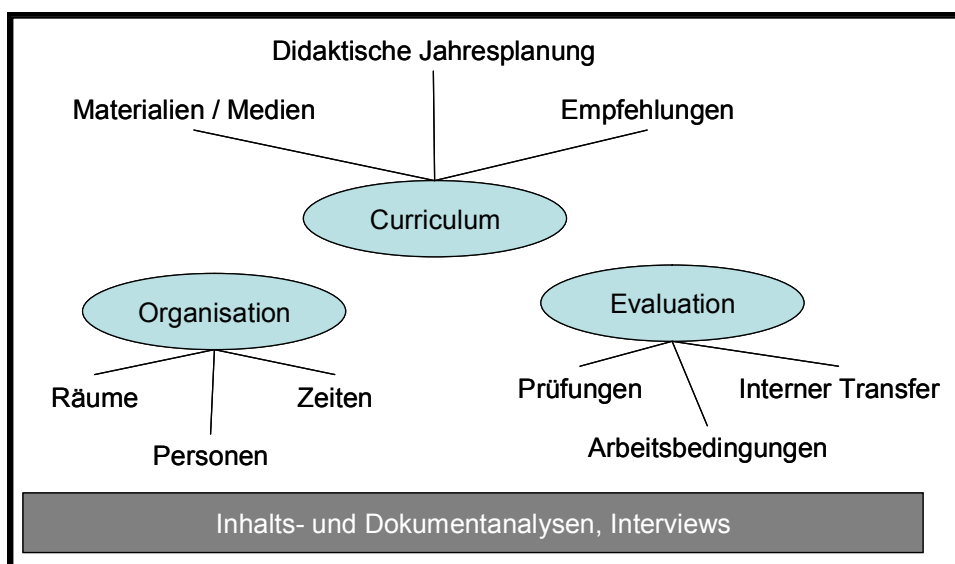 Didaktische Jahresplanung
Materialien / Medien
Empfehlungen
Curriculum
Organisation
Evaluation
Räume
Zeiten
Personen
Prüfungen
Interner Transfer
Arbeitsbedingungen
Inhalts- und Dokumentanalysen, Interviews